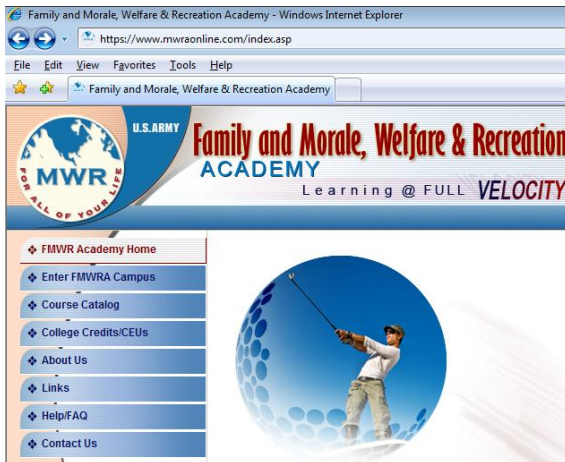 Family and Morale, Welfare & Recreation Academy - Windows Internet Explorer
https://www.mwraonline.com/index.asp
File Edit View Favorites Tools Help
Family and Morale, Welfare & Recreation Academy
U.S.ARMY
MWR
FOR ALL OF YOUR LIFE
Family and Morale, Welfare & Recreation
ACADEMY
Learning @ FULL VELOCITY
FMWR Academy Home
Enter FMWRA Campus
Course Catalog
College Credits/CEUs
About Us
Links
Help/FAQ
Contact Us